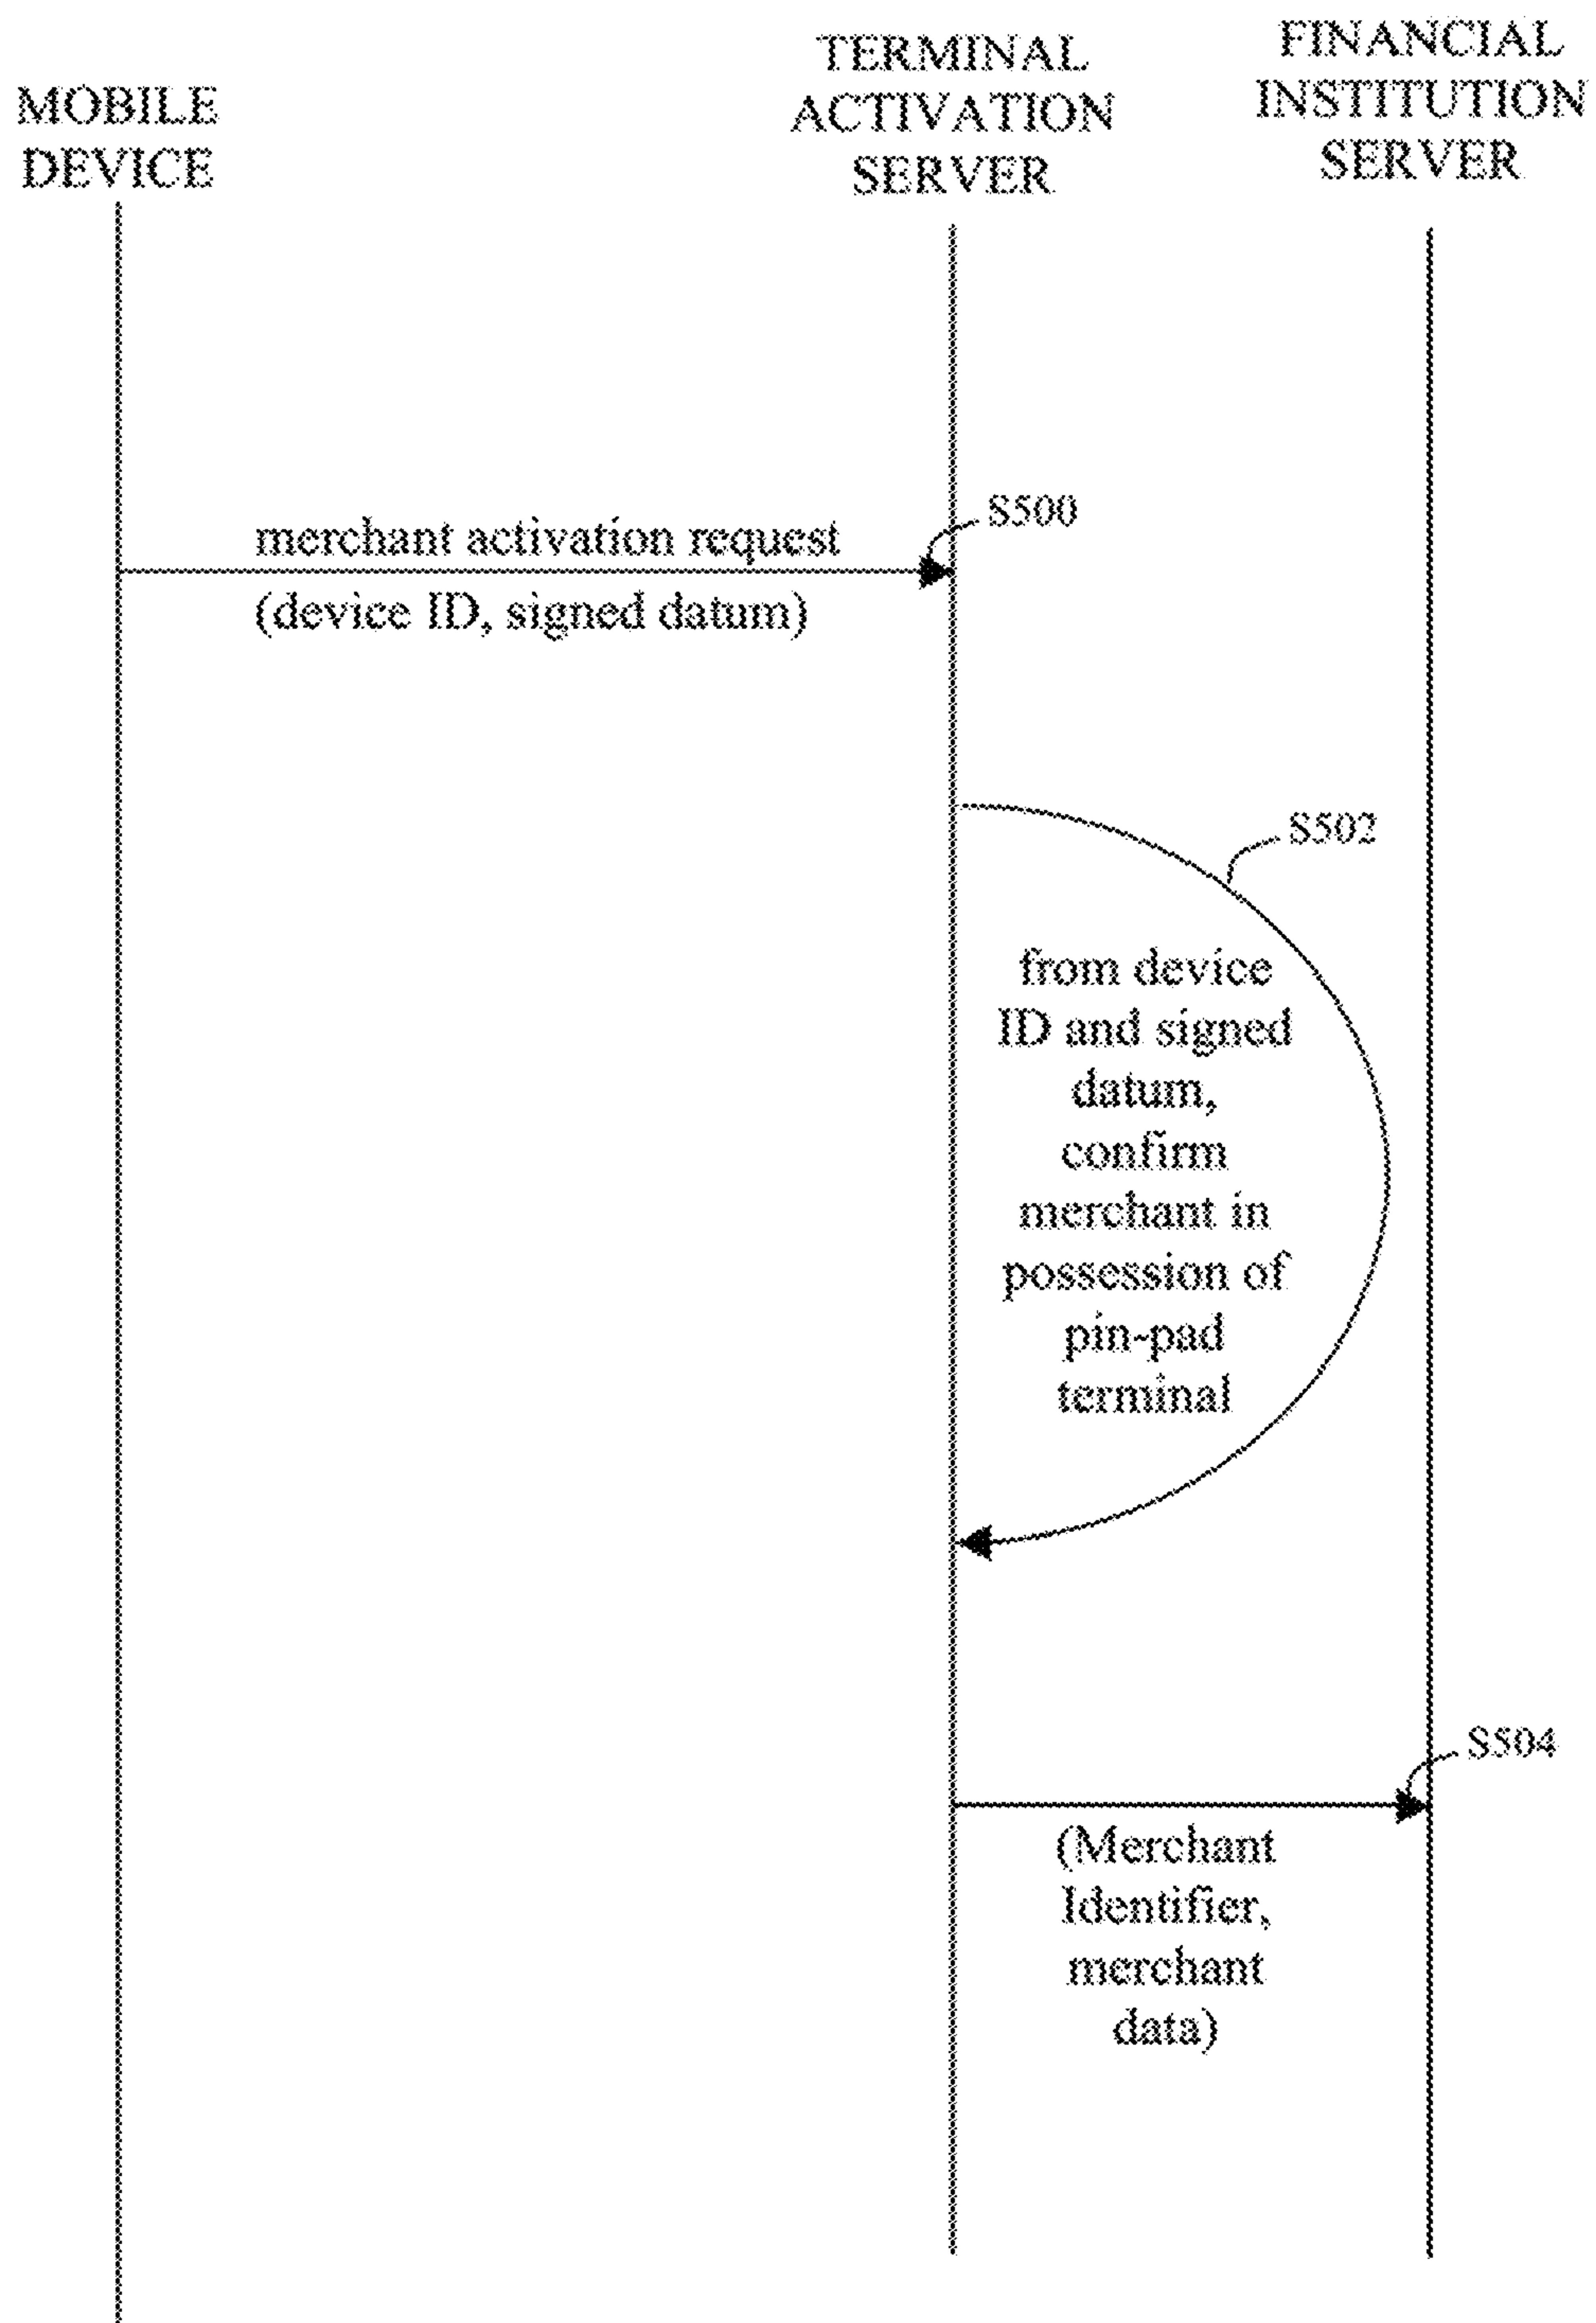 MOBILE
DEVICE
TERMINAL
ACTIVATION
SERVER
FINANCIAL
INSTITUTION
SERVER
S500
merchant activation request
(device ID, signed datum)
S502
from device
ID and signed
datum,
confirm
merchant in
possession of
pin-pad
terminal
S504
(Merchant
Identifier,
merchant
data)